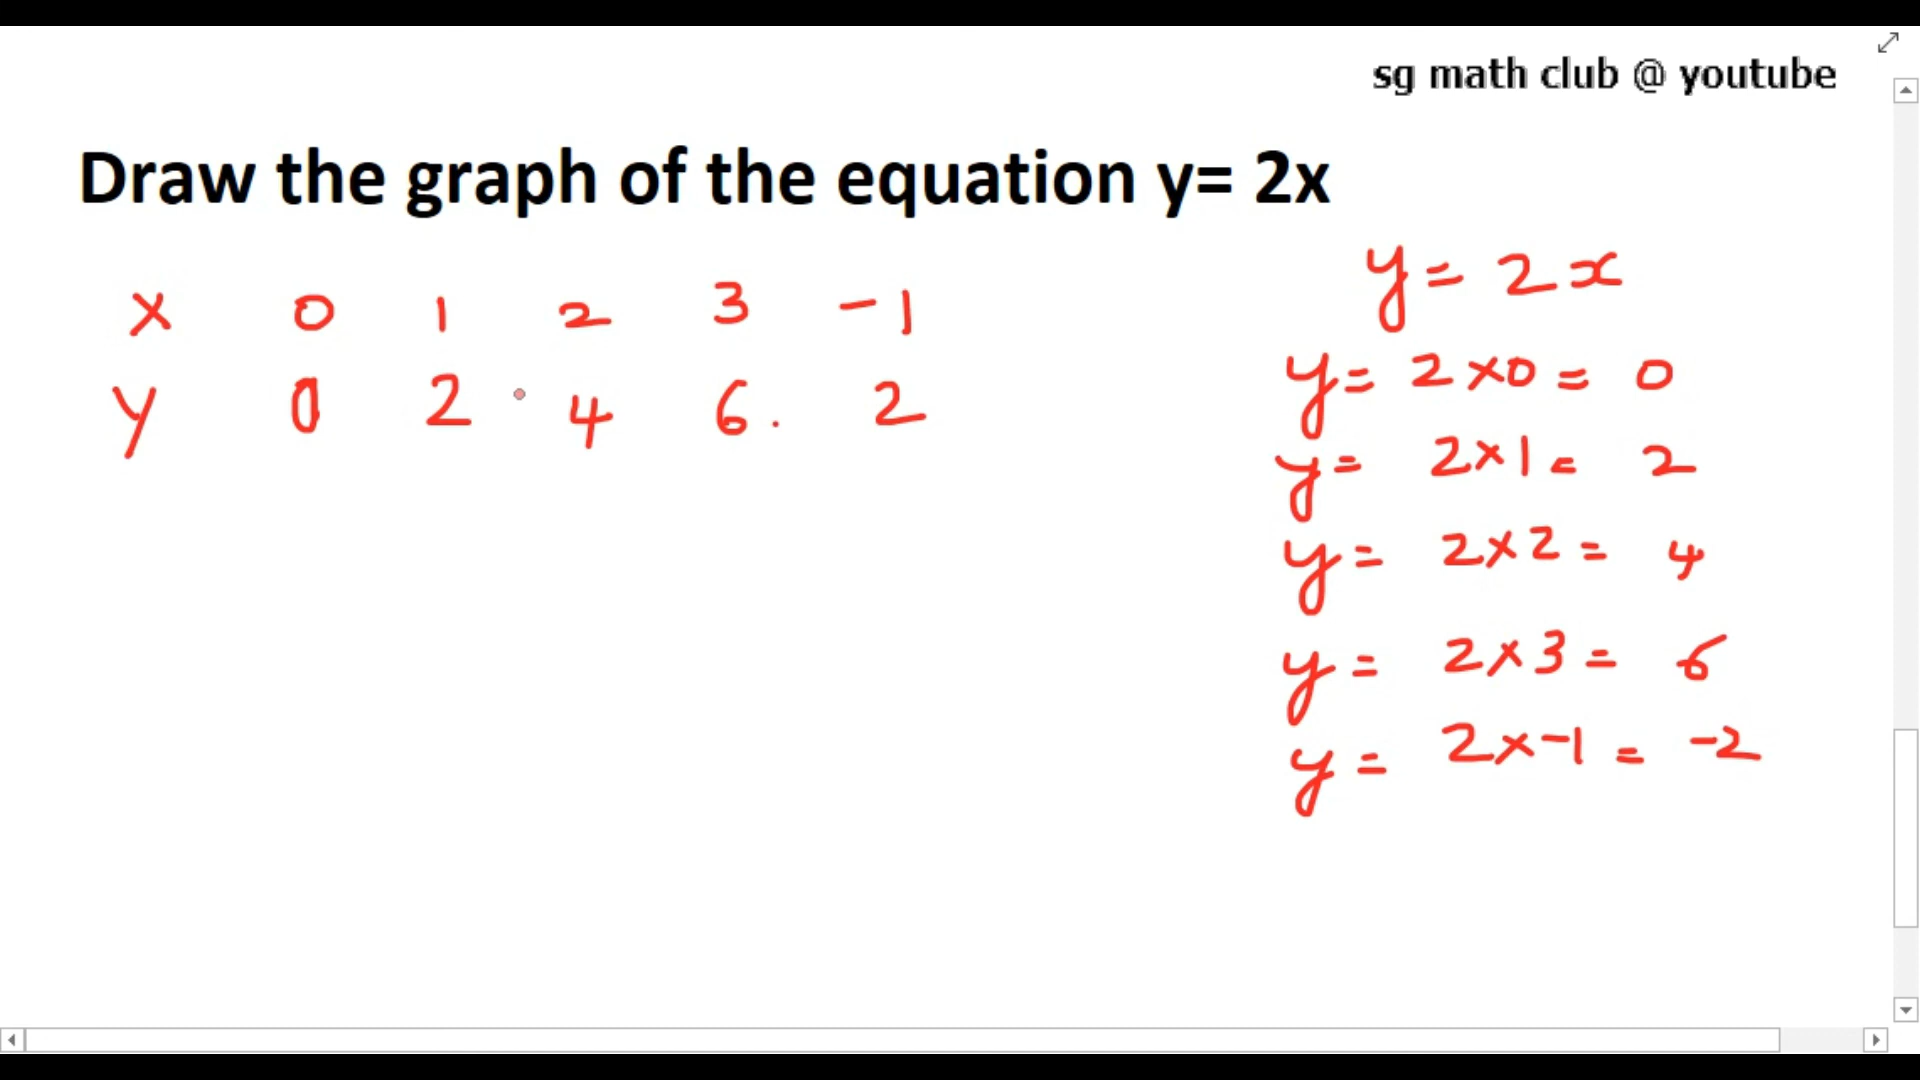 sg math club @ youtube
Draw the graph of the equation y= 2x
x 0 1 2 3 -1
y 0 2 4 6. 2
y = 2x
y = 2 x 0 = 0
y = 2 x 1 = 2
y = 2 x 2 = 4
y = 2 x 3 = 6
y = 2 x -1 = -2